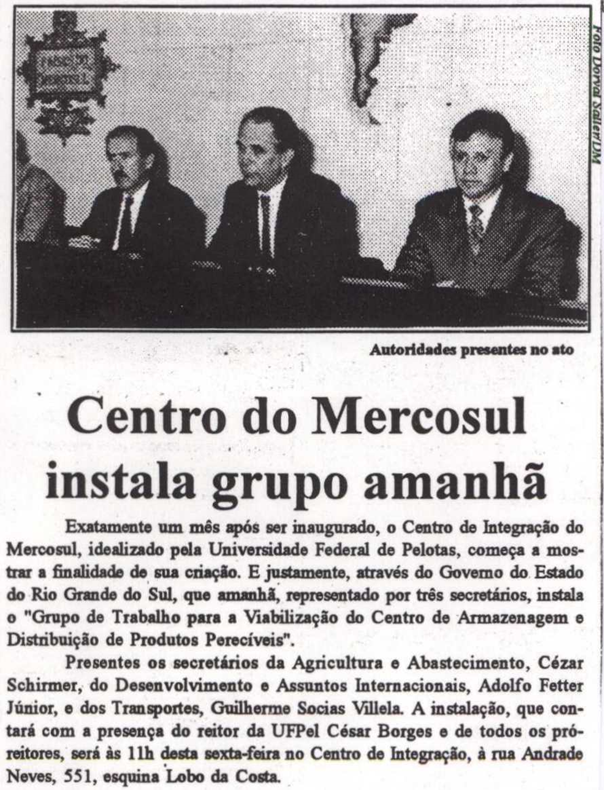 Foto Dorval Saller/DM
Autoridades presentes no ato
Centro do Mercosul
instala grupo amanhã
Exatamente um mês após ser inaugurado, o Centro de Integração do
Mercosul, idealizado pela Universidade Federal de Pelotas, começa a mos-
trar a finalidade de sua criação. E justamente, através do Governo do Estado
do Rio Grande do Sul, que amanhã, representado por três secretários, instala
o "Grupo de Trabalho para a Viabilização do Centro de Armazenagem e
Distribuição de Produtos Perecíveis".
Presentes os secretários da Agricultura e Abastecimento, Cézar
Schirmer, do Desenvolvimento e Assuntos Internacionais, Adolfo Fetter
Júnior, e dos Transportes, Guilherme Socias Villela. A instalação, que con-
tará com a presença do reitor da UFPel César Borges e de todos os pró-
reitores, será às 11h desta sexta-feira no Centro de Integração, à rua Andrade
Neves, 551, esquina Lobo da Costa.